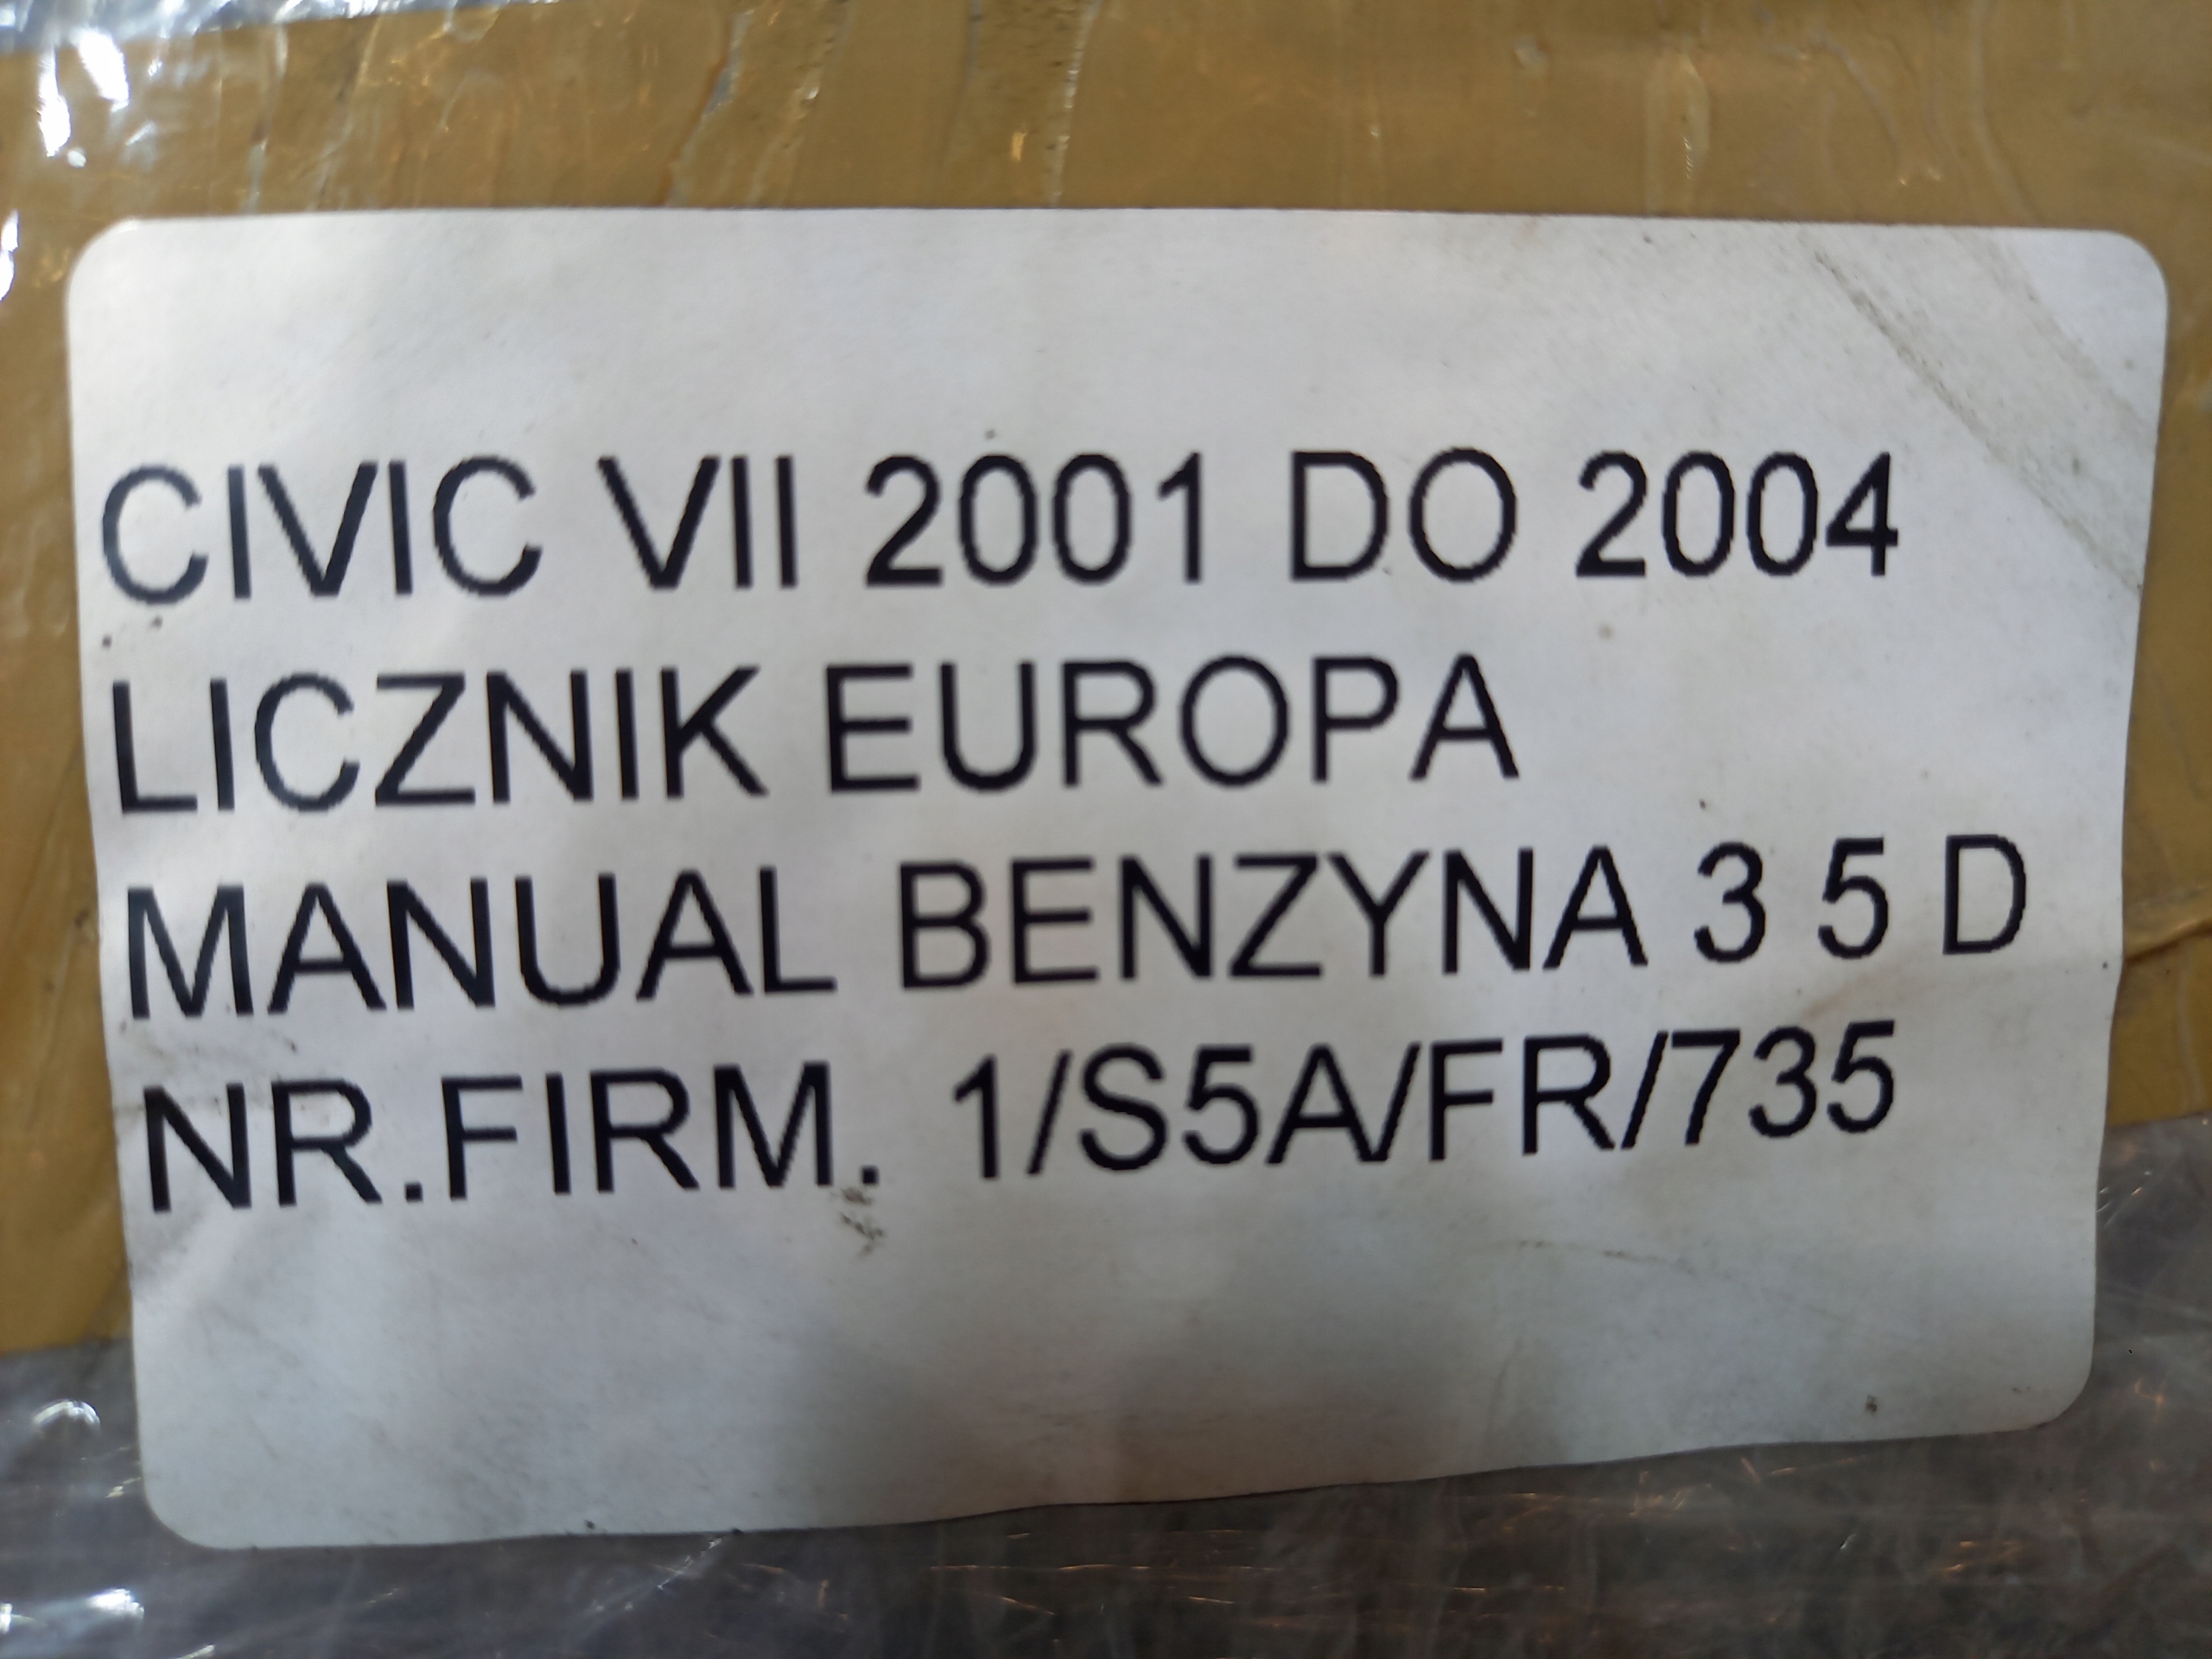 CIVIC VII 2001 DO 2004
LICZNIK EUROPA
MANUAL BENZYNA 3 5 D
NR.FIRM. 1/S5A/FR/735